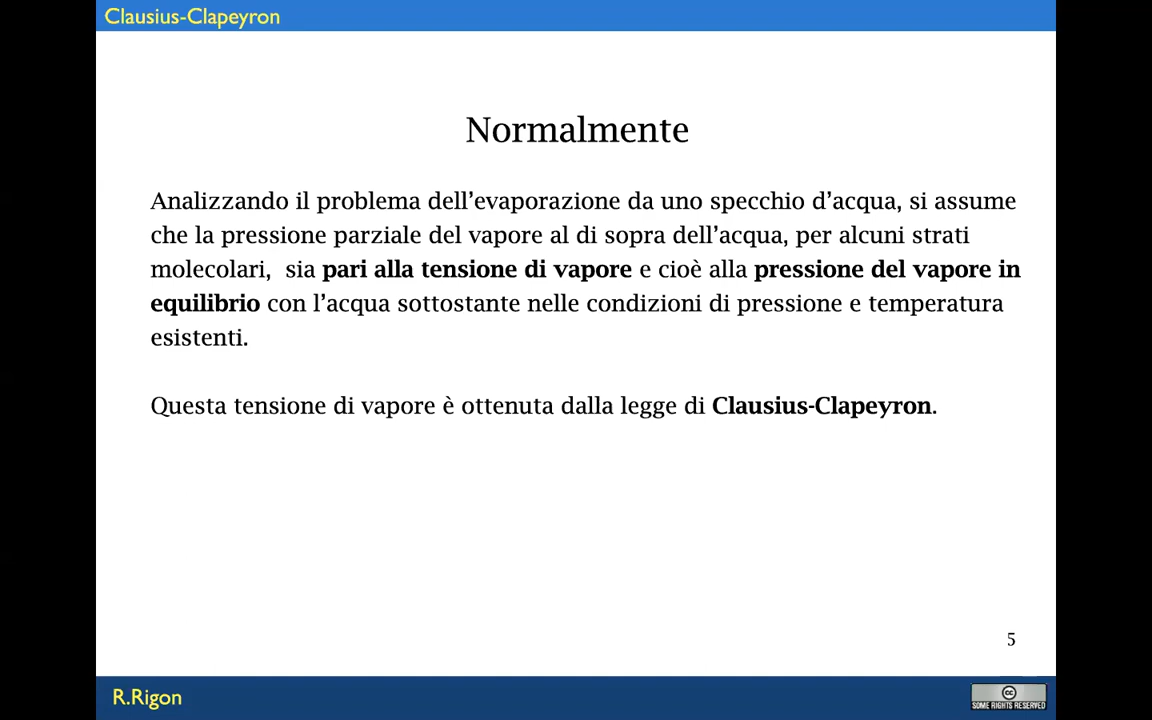 Clausius-Clapeyron
Normalmente
Analizzando il problema dell’evaporazione da uno specchio d’acqua, si assume
che la pressione parziale del vapore al di sopra dell’acqua, per alcuni strati
molecolari, sia pari alla tensione di vapore e cioè alla pressione del vapore in
equilibrio con l’acqua sottostante nelle condizioni di pressione e temperatura
esistenti.
Questa tensione di vapore è ottenuta dalla legge di Clausius-Clapeyron.
5
R.Rigon
cc
SOME RIGHTS RESERVED